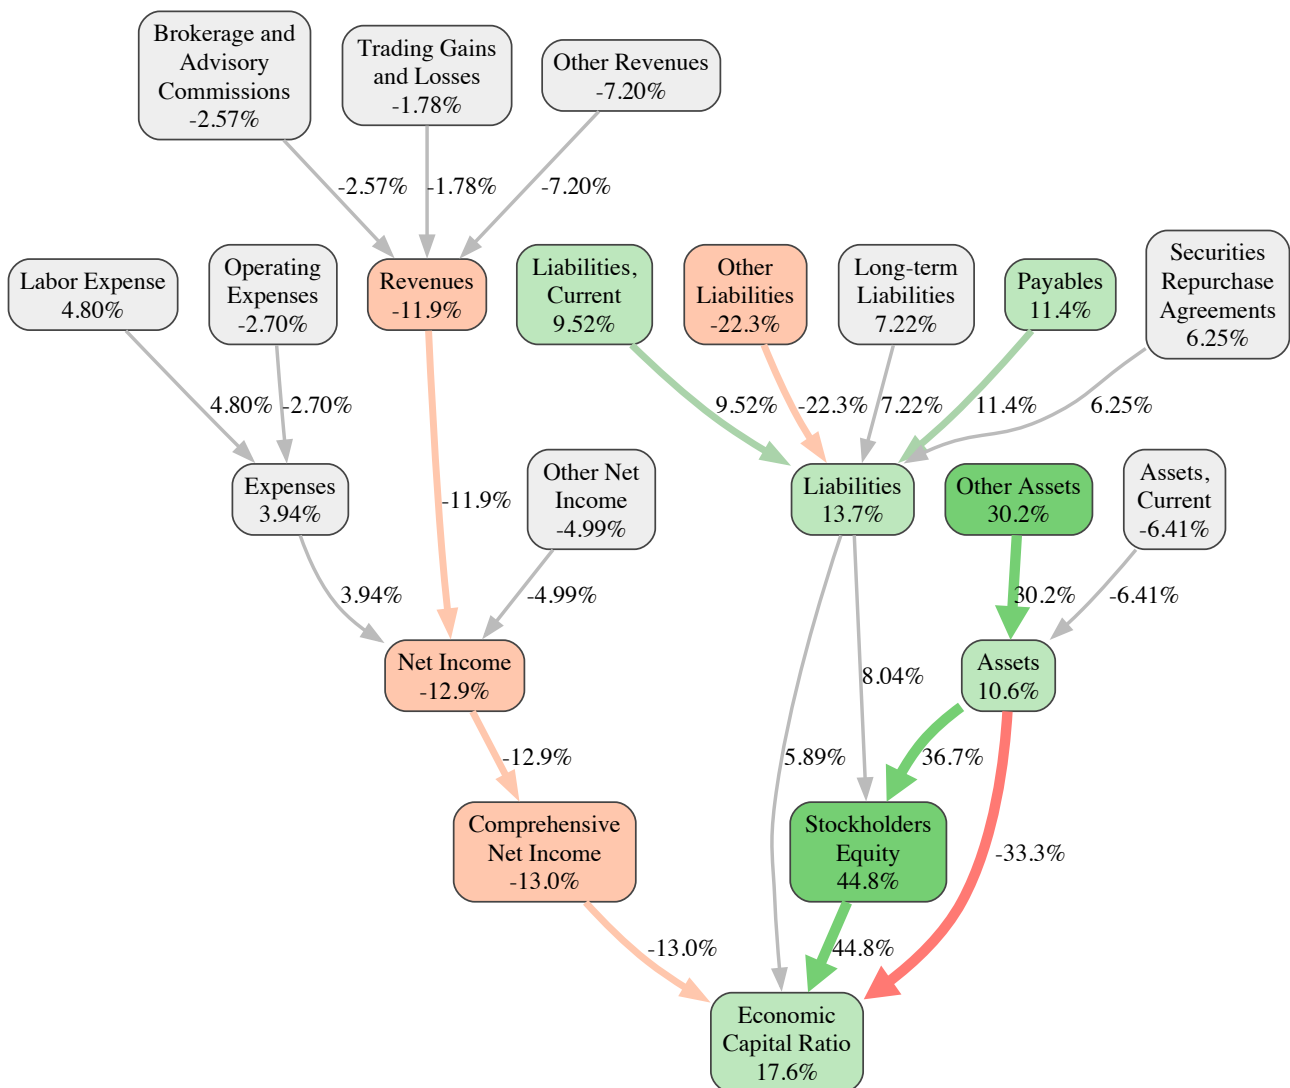 Brokerage and
Advisory
Commissions
-2.57%
Trading Gains
and Losses
-1.78%
Other Revenues
-7.20%
-2.57%
-1.78%
-7.20%
Labor Expense
4.80%
Operating
Expenses
-2.70%
Revenues
-11.9%
Liabilities,
Current
9.52%
Other
Liabilities
-22.3%
Long-term
Liabilities
7.22%
Payables
11.4%
Securities
Repurchase
Agreements
6.25%
4.80%
-2.70%
9.52%
-22.3%
7.22%
11.4%
6.25%
Expenses
3.94%
-11.9%
Other Net
Income
-4.99%
Liabilities
13.7%
Other Assets
30.2%
Assets,
Current
-6.41%
3.94%
-4.99%
30.2%
-6.41%
Net Income
-12.9%
8.04%
Assets
10.6%
-12.9%
5.89%
36.7%
Comprehensive
Net Income
-13.0%
Stockholders
Equity
44.8%
-33.3%
-13.0%
44.8%
Economic
Capital Ratio
17.6%